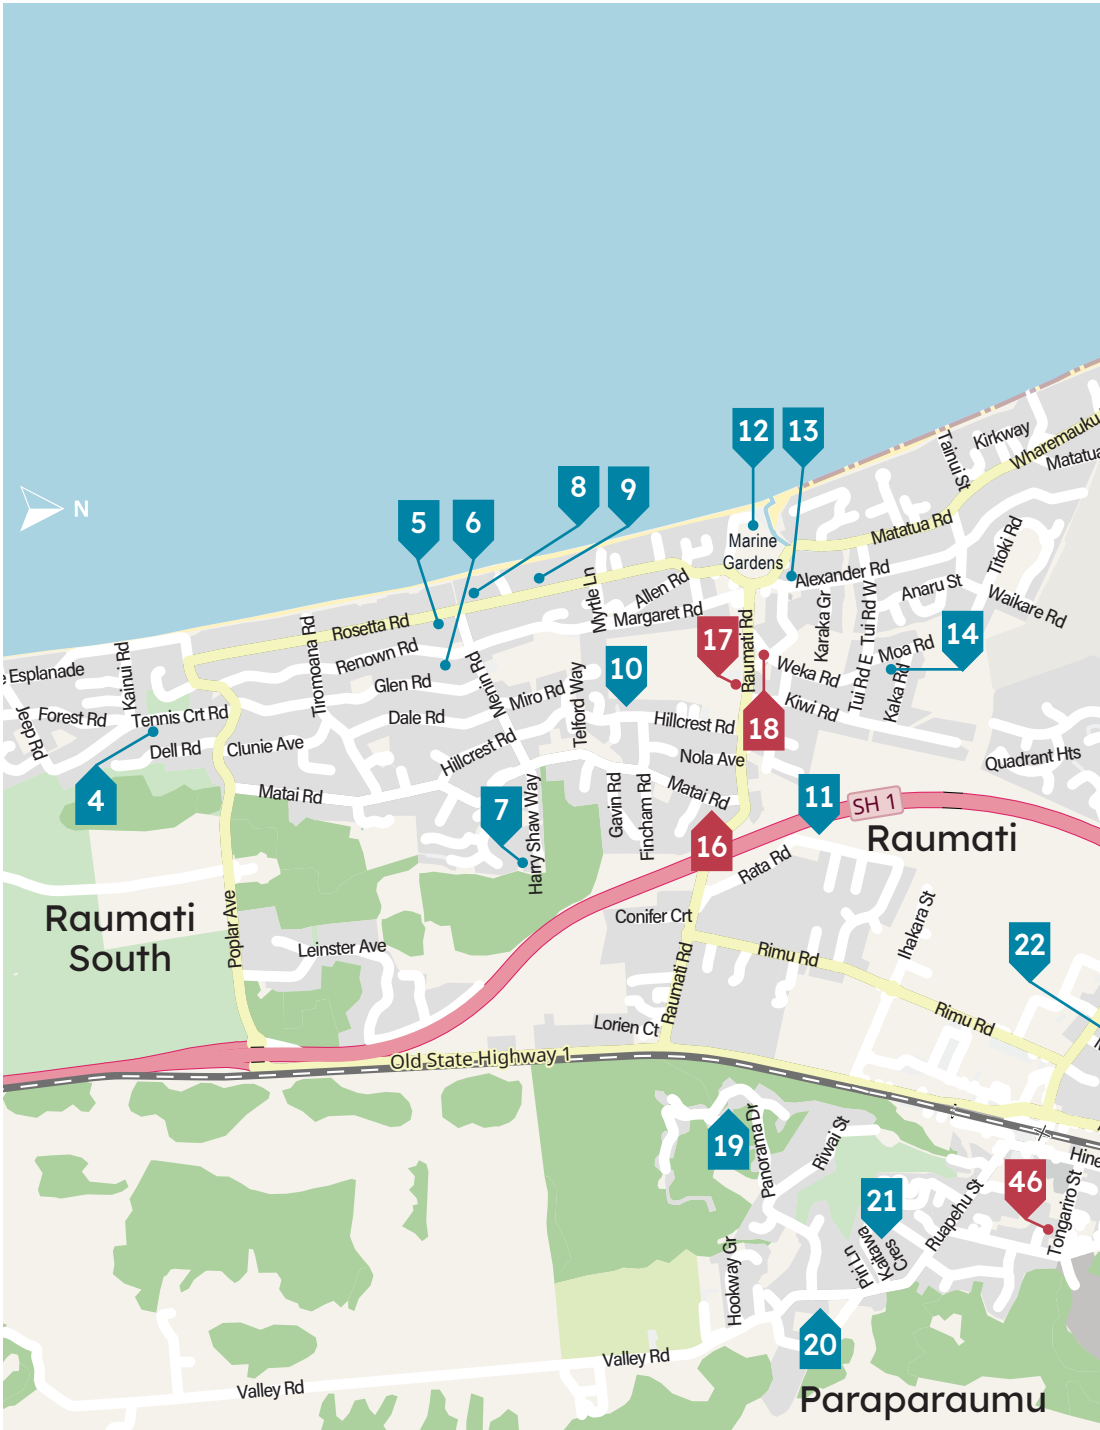 12
13
Kirkway
Wharemauku
Tainui St
Matatua
8
9
N
5
6
Marine
Gardens
Matatua Rd
Titoki Rd
Alexander Rd
Myrtle Ln
Allen Rd
Margaret Rd
Anaru St
Waikare Rd
Rosetta Rd
Tiromoana Rd
Renown Rd
Glen Rd
Menin Rd
Miro Rd
Dale Rd
Telford Way
10
17
Raumati Rd
Karaka Gr
Tui Rd W
Tui Rd E
Moa Rd
14
Weka Rd
Kaka Rd
Kiwi Rd
18
e Esplanade
Kainui Rd
Jeep Rd
Forest Rd
Tennis Crt Rd
Dell Rd
Clunie Ave
Hillcrest Rd
Hillcrest Rd
Nola Ave
Quadrant Hts
4
Matai Rd
7
Harry Shaw Way
Gavin Rd
Fincham Rd
Matai Rd
11
SH 1
Raumati
16
Rata Rd
Raumati
South
Poplar Ave
Leinster Ave
Conifer Crt
Raumati Rd
Rimu Rd
Ihakara St
22
Rimu Rd
Lorien Ct
Old State Highway 1
19
Panorama Dr
Riwai St
Hine
21
46
Tongariro St
Ruapehu St
Kaitawa
Cres
Piri Ln
Hookway Gr
20
Valley Rd
Valley Rd
Paraparaumu